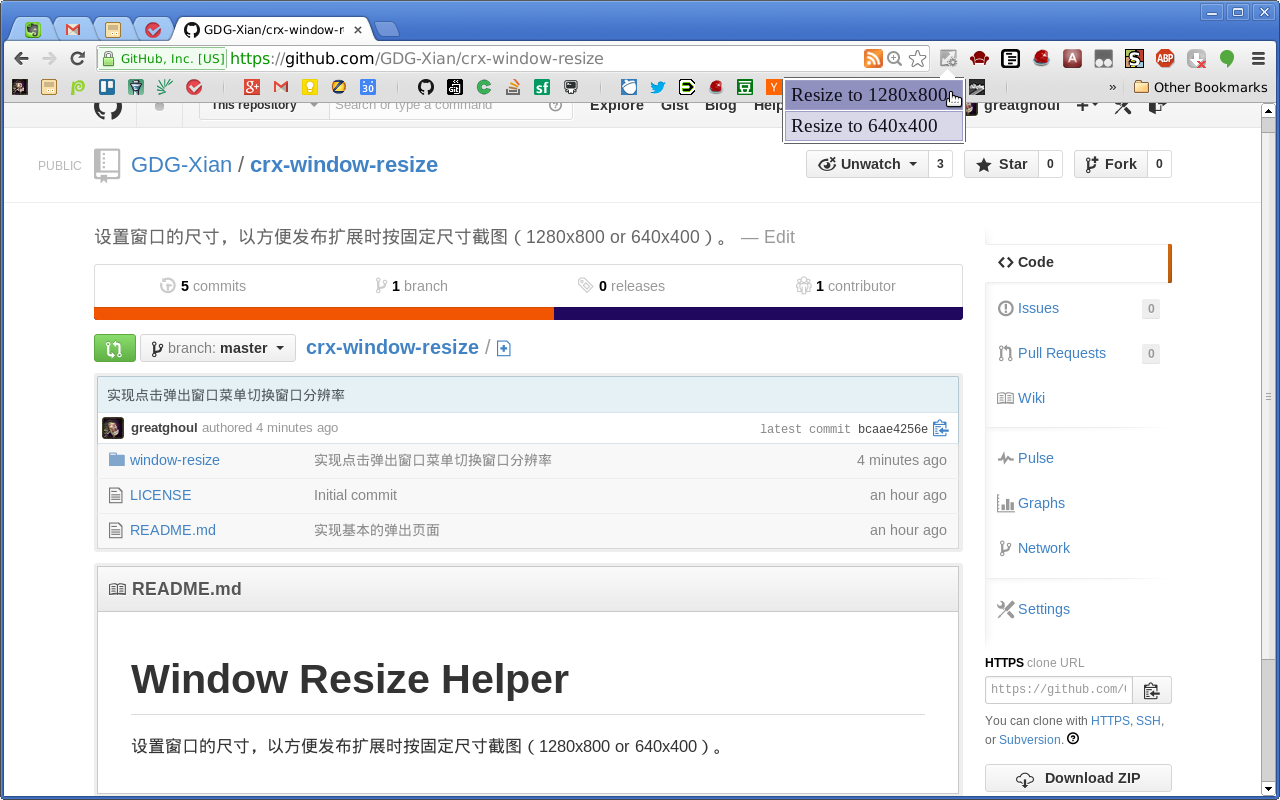 GDG-Xian/crx-window-r
GitHub, Inc. [US] https://github.com/GDG-Xian/crx-window-resize
30
» Other Bookmarks
Resize to 1280x800
Resize to 640x400
This repository Search or type a command Explore Gist Blog Help greatghoul
PUBLIC GDG-Xian / crx-window-resize Unwatch 3 Star 0 Fork 0
设置窗口的尺寸，以方便发布扩展时按固定尺寸截图（1280x800 or 640x400）。 — Edit
5 commits 1 branch 0 releases 1 contributor
branch: master crx-window-resize /
实现点击弹出窗口菜单切换窗口分辨率
greatghoul authored 4 minutes ago latest commit bcaae4256e
window-resize 实现点击弹出窗口菜单切换窗口分辨率 4 minutes ago
LICENSE Initial commit an hour ago
README.md 实现基本的弹出页面 an hour ago
README.md
Window Resize Helper
设置窗口的尺寸，以方便发布扩展时按固定尺寸截图（1280x800 or 640x400）。
Code
Issues 0
Pull Requests 0
Wiki
Pulse
Graphs
Network
Settings
HTTPS clone URL
https://github.com/
You can clone with HTTPS, SSH,
or Subversion.
Download ZIP